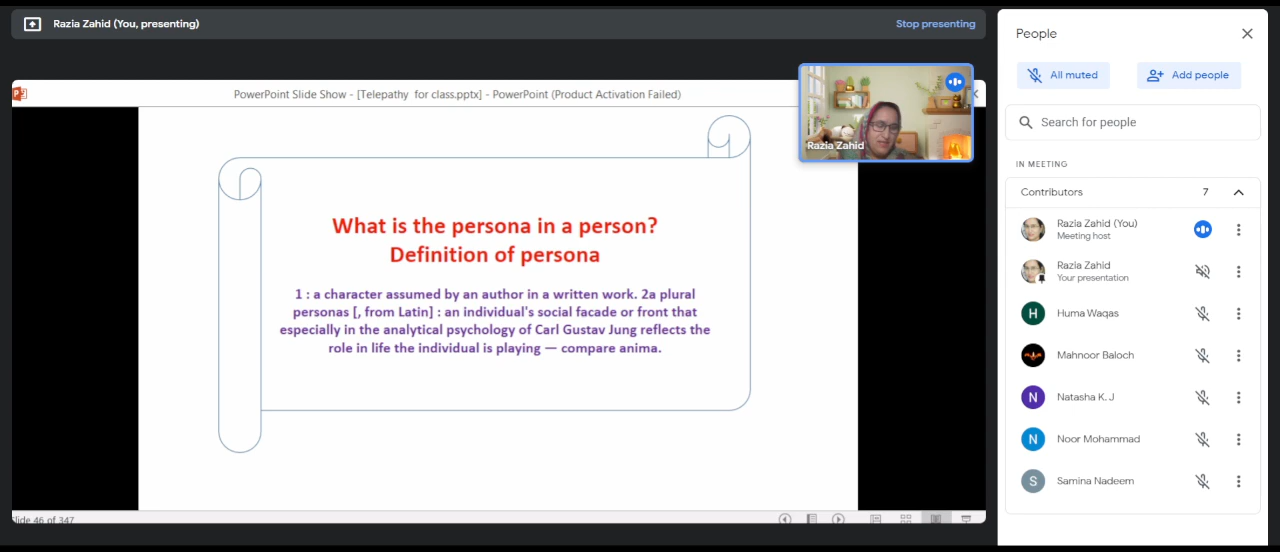 Razia Zahid (You, presenting)
Stop presenting
PowerPoint Slide Show - [Telepathy for class.pptx] - PowerPoint (Product Activation Failed)
Razia Zahid
What is the persona in a person?
Definition of persona
1 : a character assumed by an author in a written work. 2a plural
personas [, from Latin] : an individual's social facade or front that
especially in the analytical psychology of Carl Gustav Jung reflects the
role in life the individual is playing — compare anima.
Slide 46 of 347
People
All muted
Add people
Search for people
IN MEETING
Contributors 7
Razia Zahid (You)
Meeting host
Razia Zahid
Your presentation
H Huma Waqas
Mahnoor Baloch
N Natasha K. J
N Noor Mohammad
S Samina Nadeem